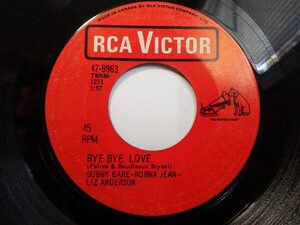 MADE IN CANADA BY RCA VICTOR COMPANY, LTD.
RCA VICTOR
47-8963
TWKM-
1271
1:57
45
RPM
BYE BYE, LOVE
(Felice & Boudleaux Bryant)
BOBBY BARE-NORMA JEAN-
LIZ ANDERSON